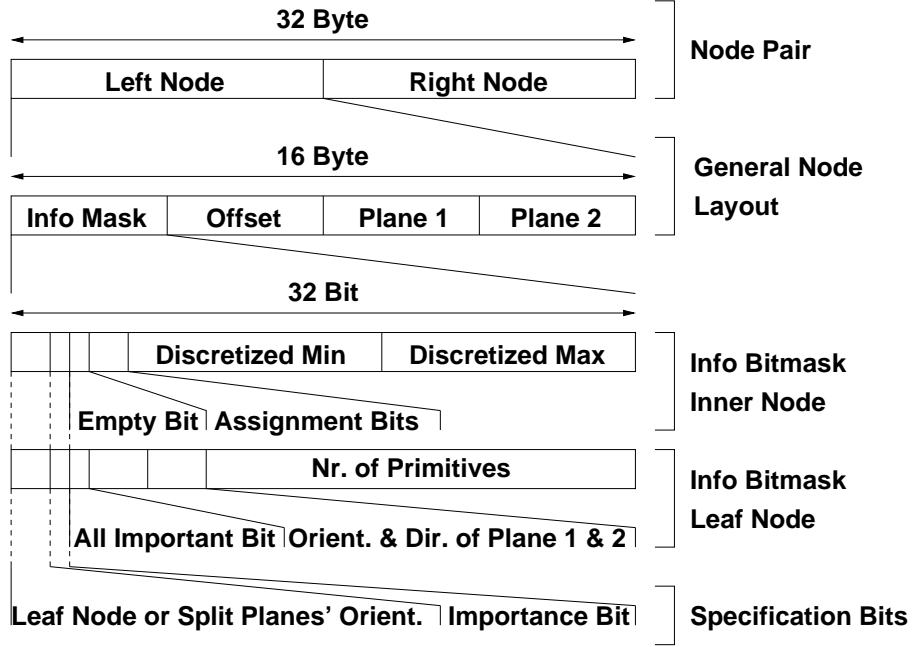 32 Byte
Node Pair
Left Node Right Node
16 Byte
General Node
Layout
Info Mask Offset Plane 1 Plane 2
32 Bit
Discretized Min Discretized Max
Info Bitmask
Inner Node
Empty Bit Assignment Bits
Nr. of Primitives
Info Bitmask
Leaf Node
All Important Bit Orient. & Dir. of Plane 1 & 2
Leaf Node or Split Planes' Orient. Importance Bit
Specification Bits